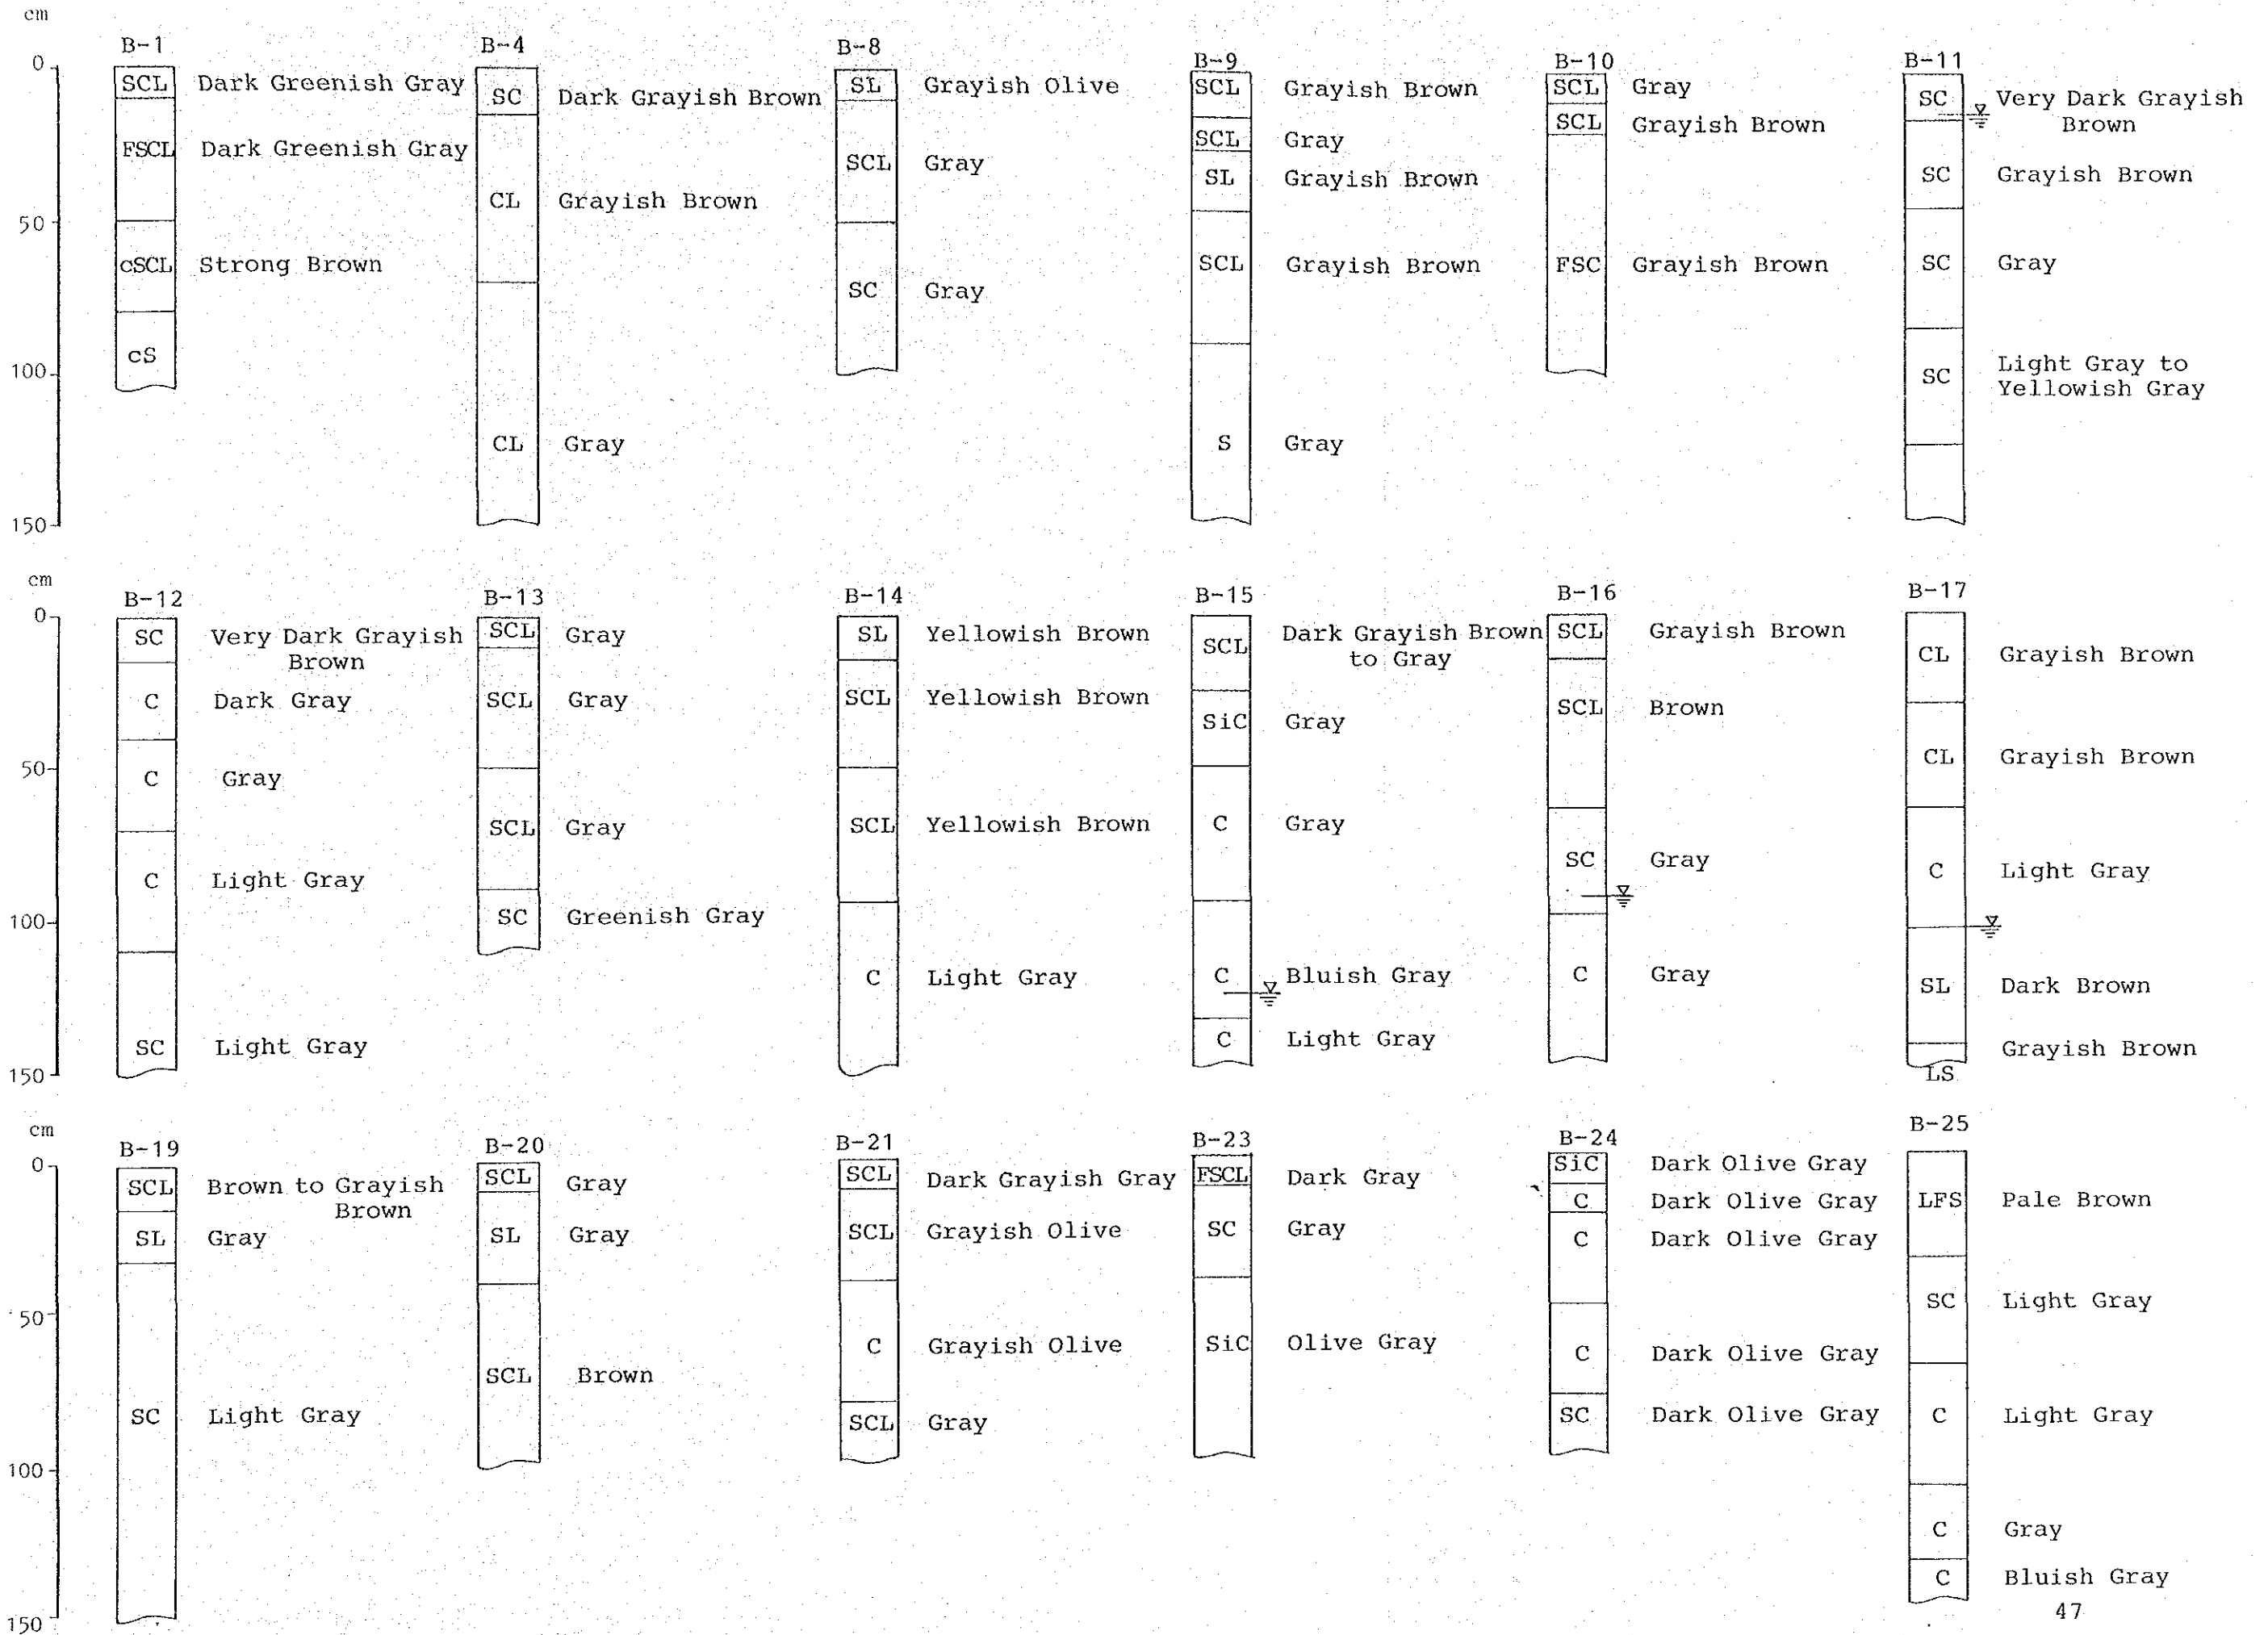 cm
B-1
B-4
B-8
B-9
B-10
B-11
0
50
100
150
SCL Dark Greenish Gray
FSCL Dark Greenish Gray
cSCL Strong Brown
cS
SC Dark Grayish Brown
CL Grayish Brown
CL Gray
SL Grayish Olive
SCL Gray
SC Gray
SCL Grayish Brown
SCL Gray
SL Grayish Brown
SCL Grayish Brown
S Gray
SCL Gray
SCL Grayish Brown
FSC Grayish Brown
SC Very Dark Grayish
Brown
SC Grayish Brown
SC Gray
SC Light Gray to
Yellowish Gray
cm
B-12
B-13
B-14
B-15
B-16
B-17
0
50
100
150
SC Very Dark Grayish
Brown
C Dark Gray
C Gray
C Light Gray
SC Light Gray
SCL Gray
SCL Gray
SCL Gray
SC Greenish Gray
SL Yellowish Brown
SCL Yellowish Brown
SCL Yellowish Brown
C Light Gray
SCL Dark Grayish Brown
to Gray
SiC Gray
C Gray
C Bluish Gray
C Light Gray
SCL Grayish Brown
SCL Brown
SC Gray
C Gray
CL Grayish Brown
CL Grayish Brown
C Light Gray
SL Dark Brown
Grayish Brown
LS
cm
B-19
B-20
B-21
B-23
B-24
B-25
0
50
100
150
SCL Brown to Grayish
Brown
SL Gray
SC Light Gray
SCL Gray
SL Gray
SCL Brown
SCL Dark Grayish Gray
SCL Grayish Olive
C Grayish Olive
SCL Gray
FSCL Dark Gray
SC Gray
SiC Olive Gray
SiC Dark Olive Gray
C Dark Olive Gray
C Dark Olive Gray
C Dark Olive Gray
SC Dark Olive Gray
LFS Pale Brown
SC Light Gray
C Light Gray
C Gray
C Bluish Gray
47